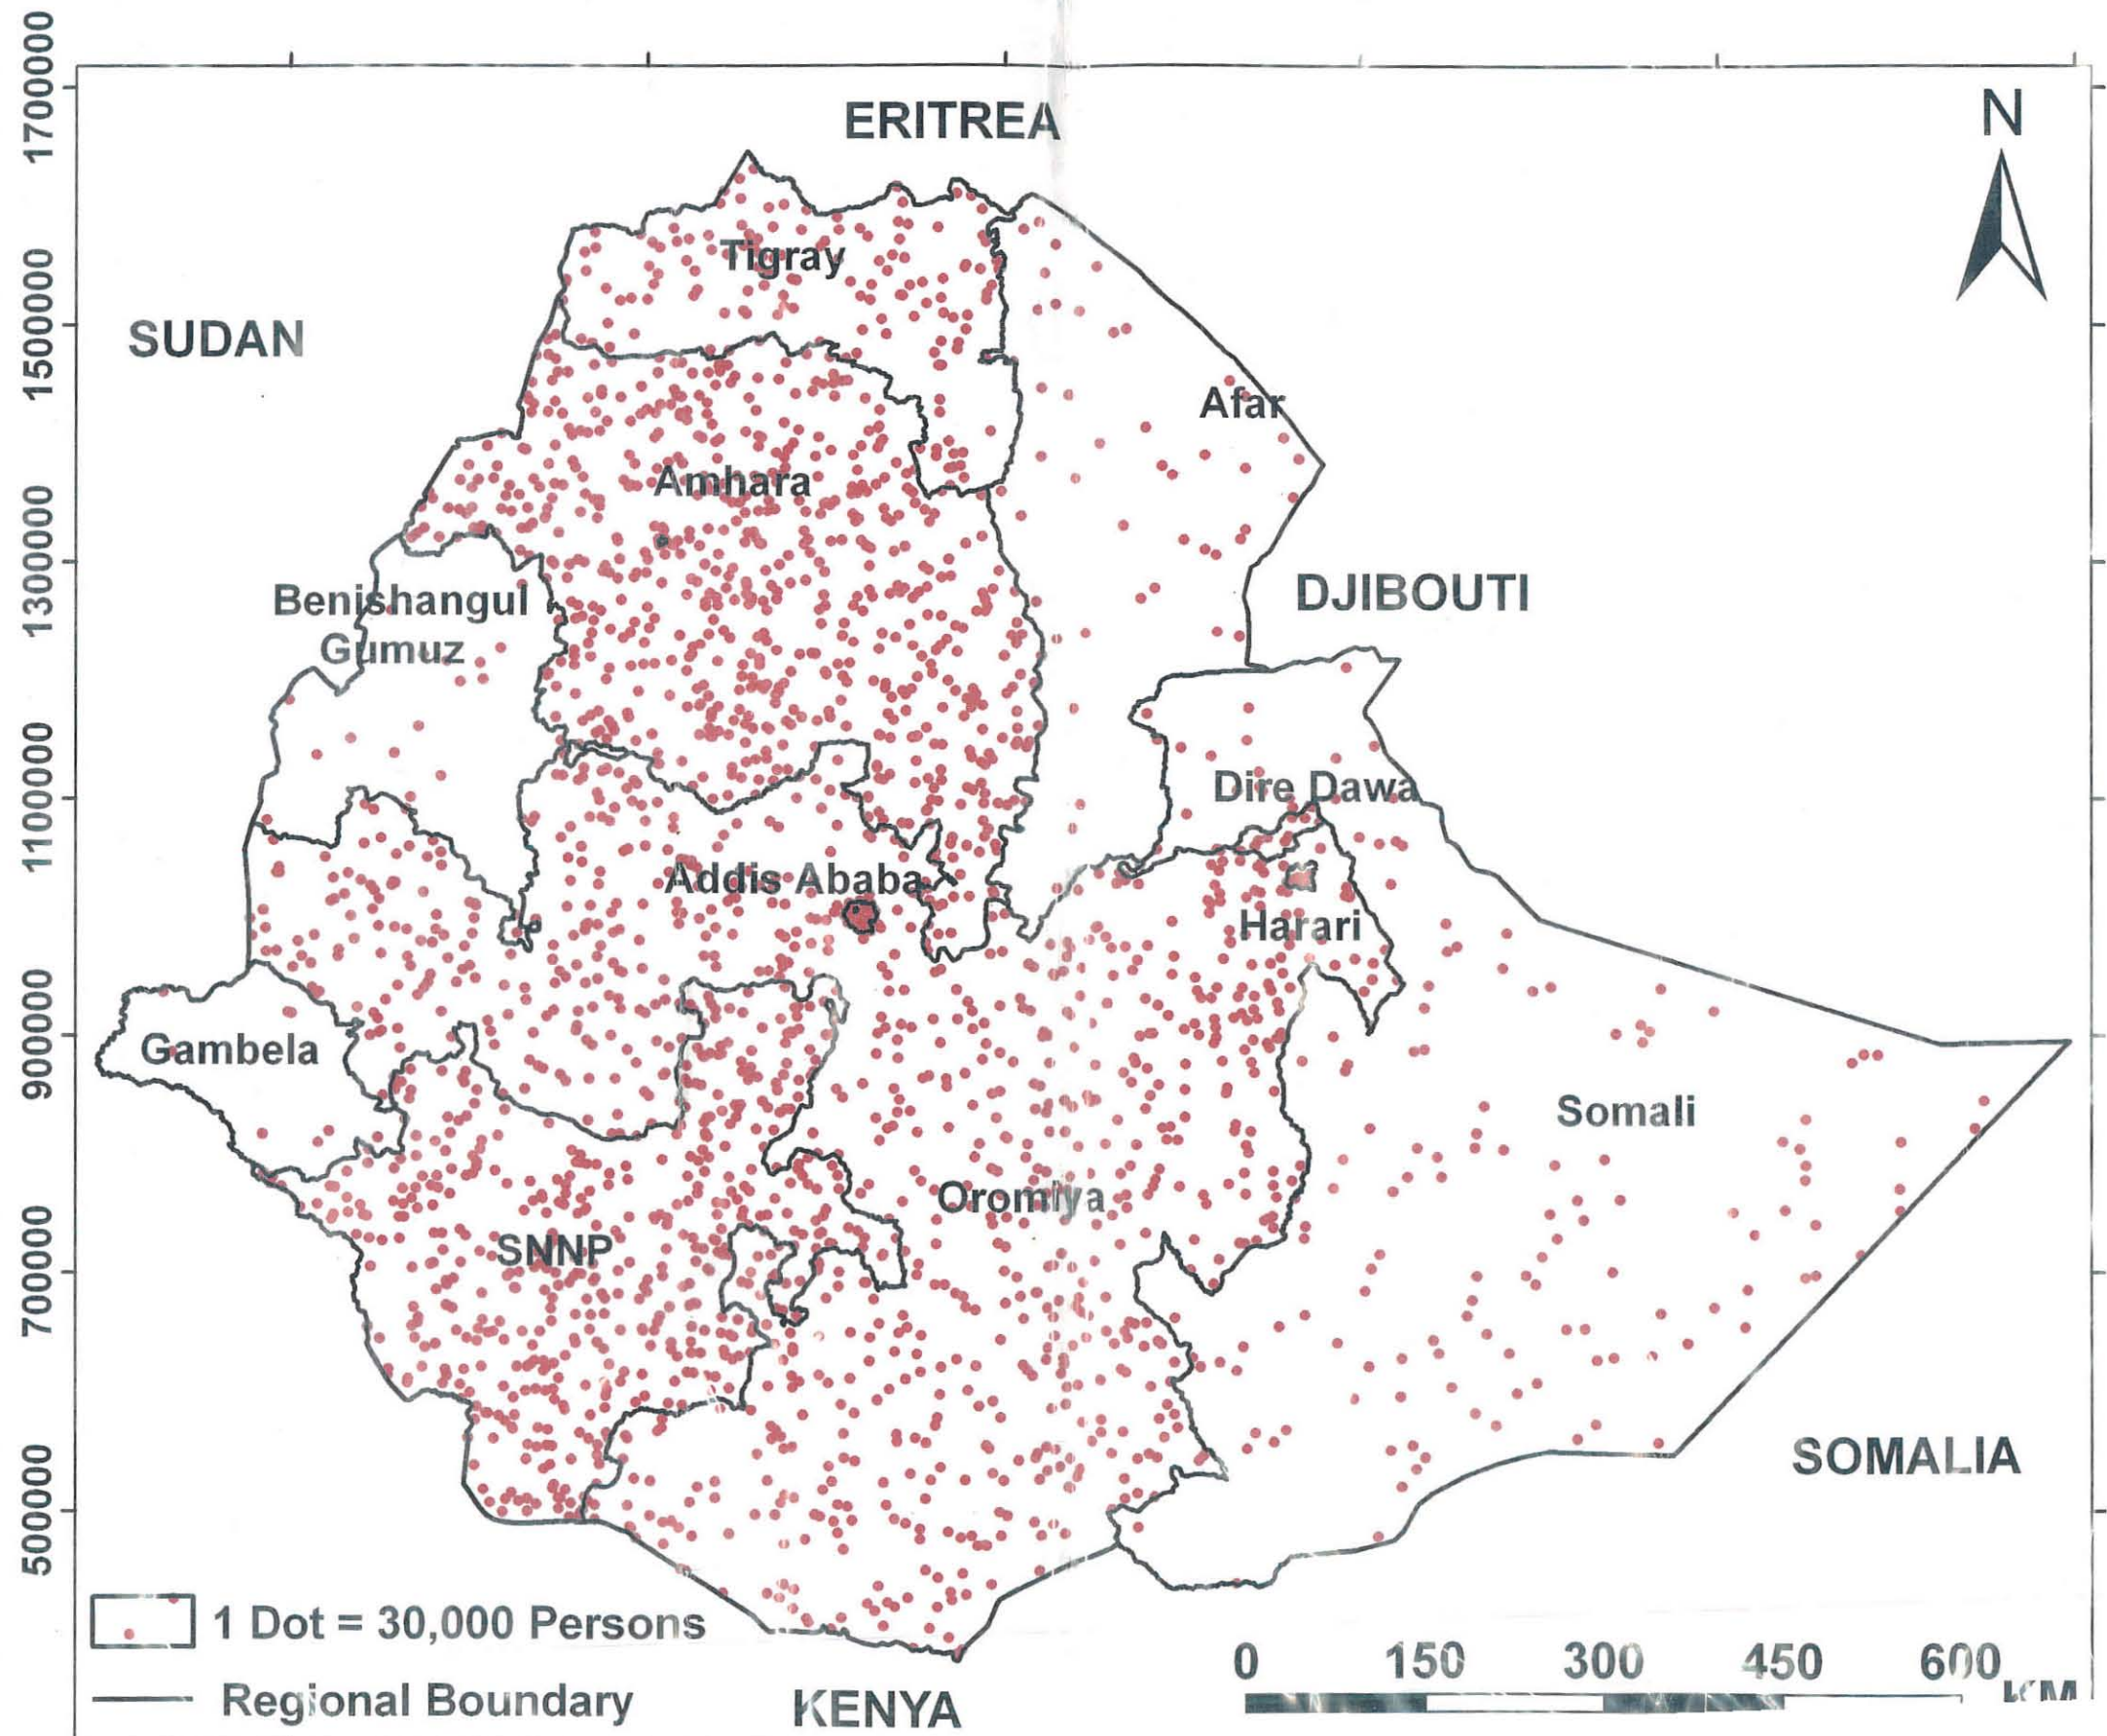 1700000
ERITREA
N
Tigray
1500000
SUDAN
Afar
Amhara
1300000
Benishangul
Gumuz
DJIBOUTI
1100000
Dire Dawa
Addis Ababa
Harari
900000
Gambela
Somali
Oromiya
SNNP
700000
SOMALIA
500000
1 Dot = 30,000 Persons
0 150 300 450 600
KM
Regional Boundary
KENYA